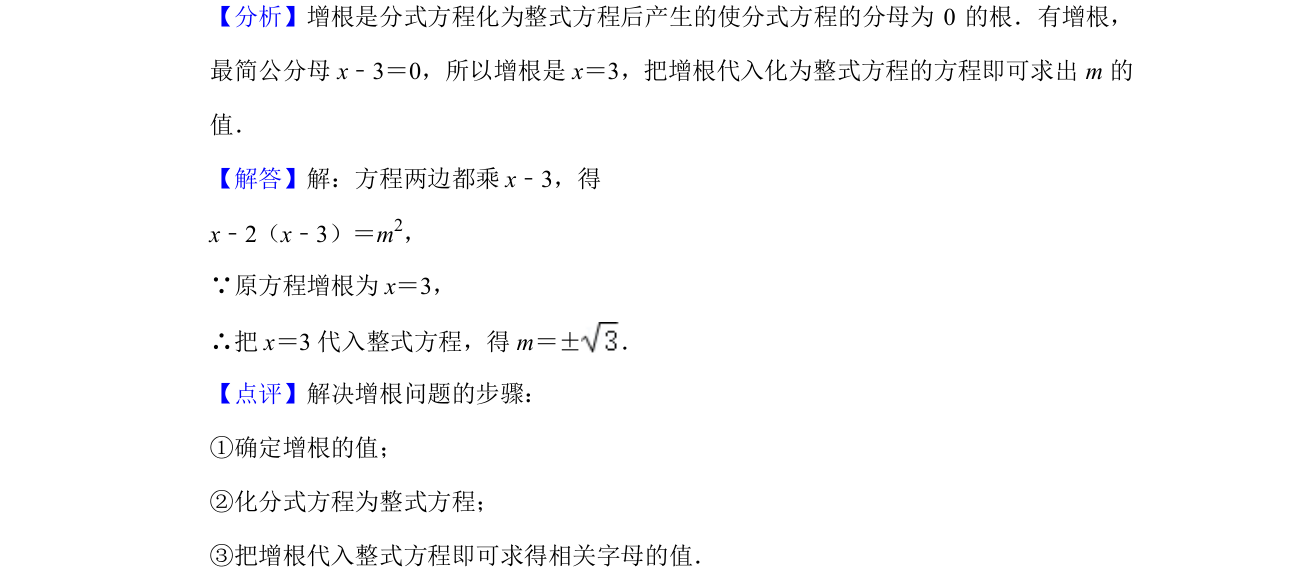 【分析】增根是分式方程化为整式方程后产生的使分式方程的分母为 0 的根．有增根，
最简公分母 x﹣3＝0，所以增根是 x＝3，把增根代入化为整式方程的方程即可求出 m 的
值．
【解答】解：方程两边都乘 x﹣3，得
x﹣2（x﹣3）＝m²，
∵原方程增根为 x＝3，
∴把 x＝3 代入整式方程，得 m＝±√3．
【点评】解决增根问题的步骤：
①确定增根的值；
②化分式方程为整式方程；
③把增根代入整式方程即可求得相关字母的值．